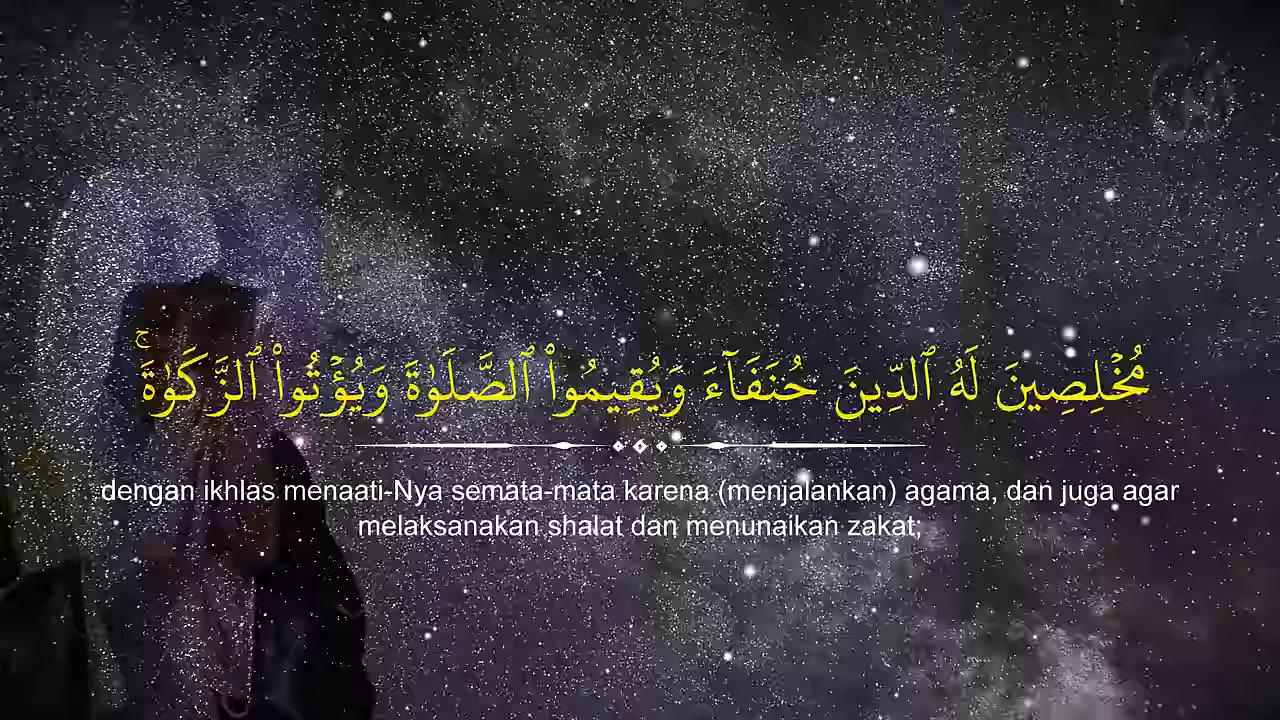 مُخْلِصِينَ لَهُ ٱلدِّينَ حُنَفَآءَ وَيُقِيمُوا۟ ٱلصَّلَوٰةَ وَيُؤْتُوا۟ ٱلزَّكَوٰةَ ۚ
dengan ikhlas menaati-Nya semata-mata karena (menjalankan) agama, dan juga agar
melaksanakan shalat dan menunaikan zakat;